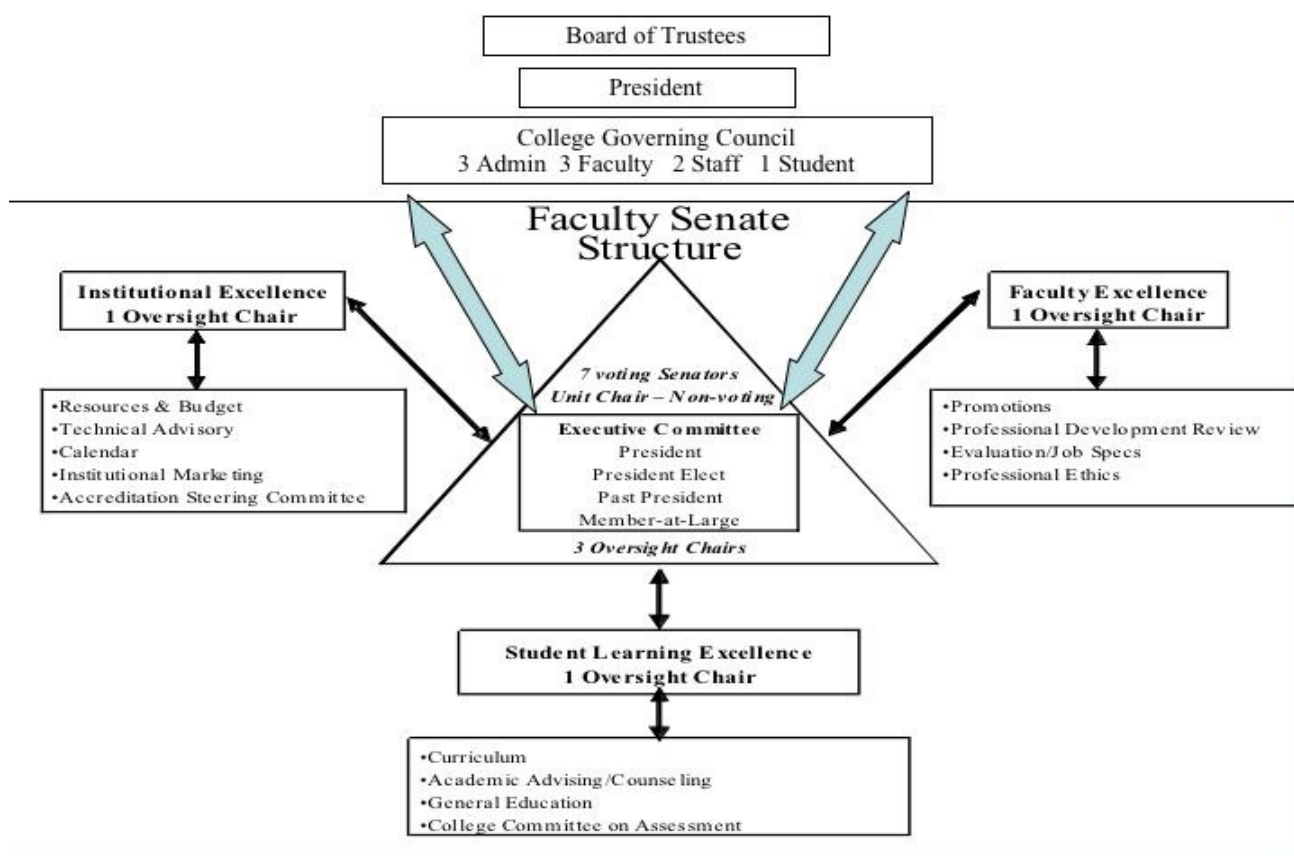 Board of Trustees
President
College Governing Council
3 Admin 3 Faculty 2 Staff 1 Student
Faculty Senate
Structure
Institutional Excellence
1 Oversight Chair
•Resources & Budget
•Technical Advisory
•Calendar
•Institutional Marketing
•Accreditation Steering Committee
7 voting Senators
Unit Chair – Non-voting
Executive Committee
President
President Elect
Past President
Member-at-Large
3 Oversight Chairs
Faculty Excellence
1 Oversight Chair
•Promotions
•Professional Development Review
•Evaluation/Job Specs
•Professional Ethics
Student Learning Excellence
1 Oversight Chair
•Curriculum
•Academic Advising/Counseling
•General Education
•College Committee on Assessment